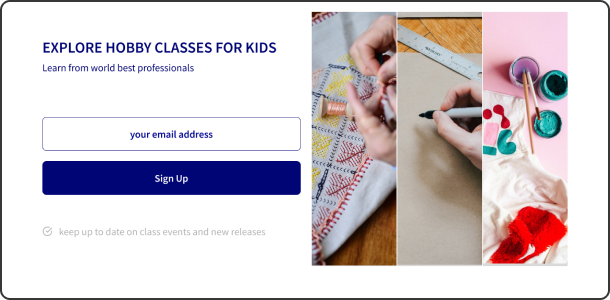 EXPLORE HOBBY CLASSES FOR KIDS
Learn from world best professionals
your email address
Sign Up
keep up to date on class events and new releases